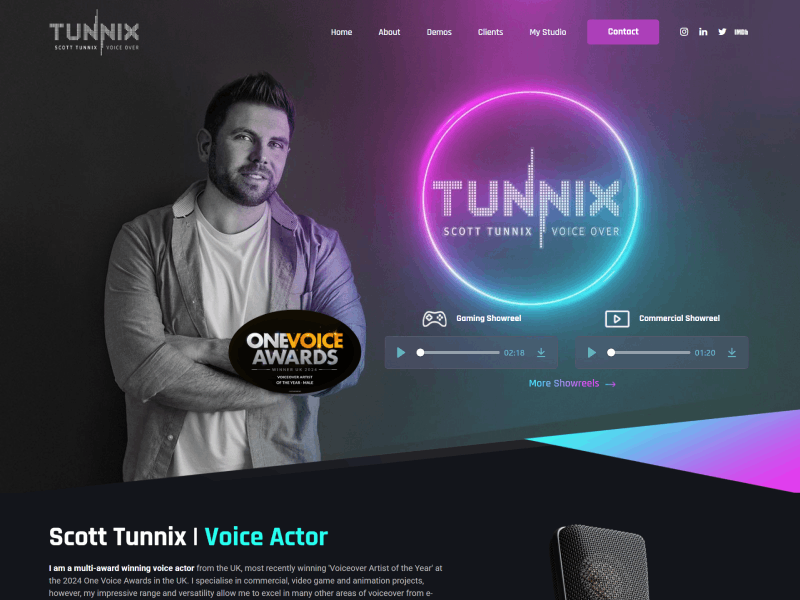 TUNNIX
SCOTT TUNNIX | VOICE OVER
Home About Demos Clients My Studio Contact IMDb
TUNNIX
SCOTT TUNNIX | VOICE OVER
ONEVOICE
AWARDS
WINNER UK 2024
VOICEOVER ARTIST
OF THE YEAR - MALE
Gaming Showreel Commercial Showreel
02:18 01:20
More Showreels →
Scott Tunnix | Voice Actor
I am a multi-award winning voice actor from the UK, most recently winning 'Voiceover Artist of the Year' at
the 2024 One Voice Awards in the UK. I specialise in commercial, video game and animation projects,
however, my impressive range and versatility allow me to excel in many other areas of voiceover from e-